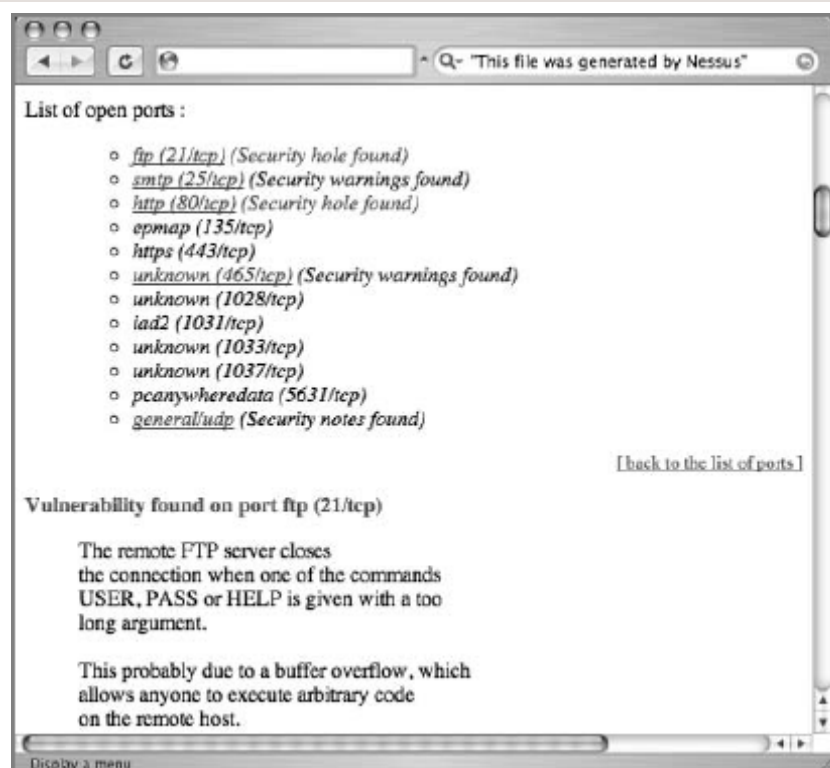 "This file was generated by Nessus"
List of open ports :
ftp (21/tcp) (Security hole found)
smtp (25/tcp) (Security warnings found)
http (80/tcp) (Security hole found)
epmap (135/tcp)
https (443/tcp)
unknown (465/tcp) (Security warnings found)
unknown (1028/tcp)
iad2 (1031/tcp)
unknown (1033/tcp)
unknown (1037/tcp)
pcanywheredata (5631/tcp)
general/udp (Security notes found)
[ back to the list of ports ]
Vulnerability found on port ftp (21/tcp)
The remote FTP server closes
the connection when one of the commands
USER, PASS or HELP is given with a too
long argument.
This probably due to a buffer overflow, which
allows anyone to execute arbitrary code
on the remote host.
Display a menu